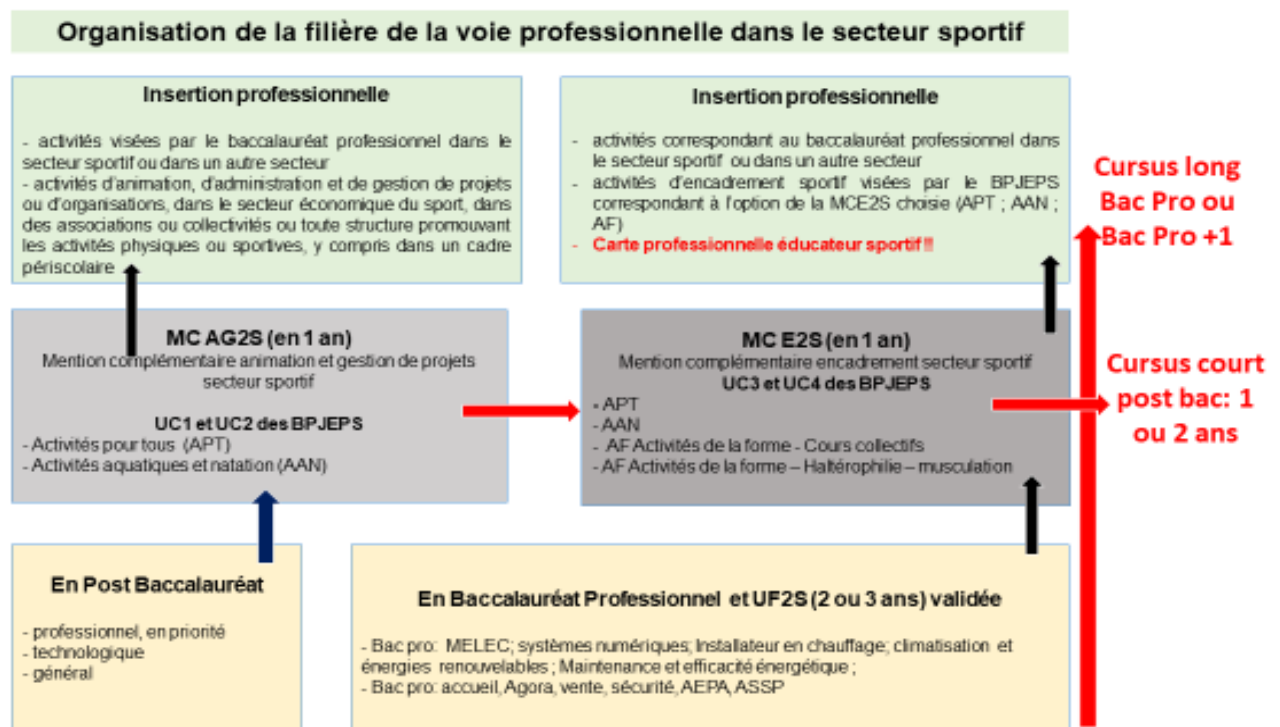 Organisation de la filière de la voie professionnelle dans le secteur sportif
Insertion professionnelle
- activités visées par le baccalauréat professionnel dans le
secteur sportif ou dans un autre secteur
- activités d'animation, d'administration et de gestion de projets
ou d'organisations, dans le secteur économique du sport, dans
des associations ou collectivités ou toute structure promouvant
les activités physiques ou sportives, y compris dans un cadre
périscolaire
Insertion professionnelle
- activités correspondant au baccalauréat professionnel dans
le secteur sportif ou dans un autre secteur
- activités d'encadrement sportif visées par le BPJEPS
correspondant à l'option de la MCE2S choisie (APT ; AAN ;
AF)
- Carte professionnelle éducateur sportif !!
Cursus long
Bac Pro ou
Bac Pro +1
MC AG2S (en 1 an)
Mention complémentaire animation et gestion de projets
secteur sportif
UC1 et UC2 des BPJEPS
- Activités pour tous (APT)
- Activités aquatiques et natation (AAN)
MC E2S (en 1 an)
Mention complémentaire encadrement secteur sportif
UC3 et UC4 des BPJEPS
- APT
- AAN
- AF Activités de la forme - Cours collectifs
- AF Activités de la forme – Haltérophilie – musculation
Cursus court
post bac: 1
ou 2 ans
En Post Baccalauréat
- professionnel, en priorité
- technologique
- général
En Baccalauréat Professionnel et UF2S (2 ou 3 ans) validée
- Bac pro: MELEC; systèmes numériques; Installateur en chauffage; climatisation et
énergies renouvelables ; Maintenance et efficacité énergétique ;
- Bac pro: accueil, Agora, vente, sécurité, AEPA, ASSP